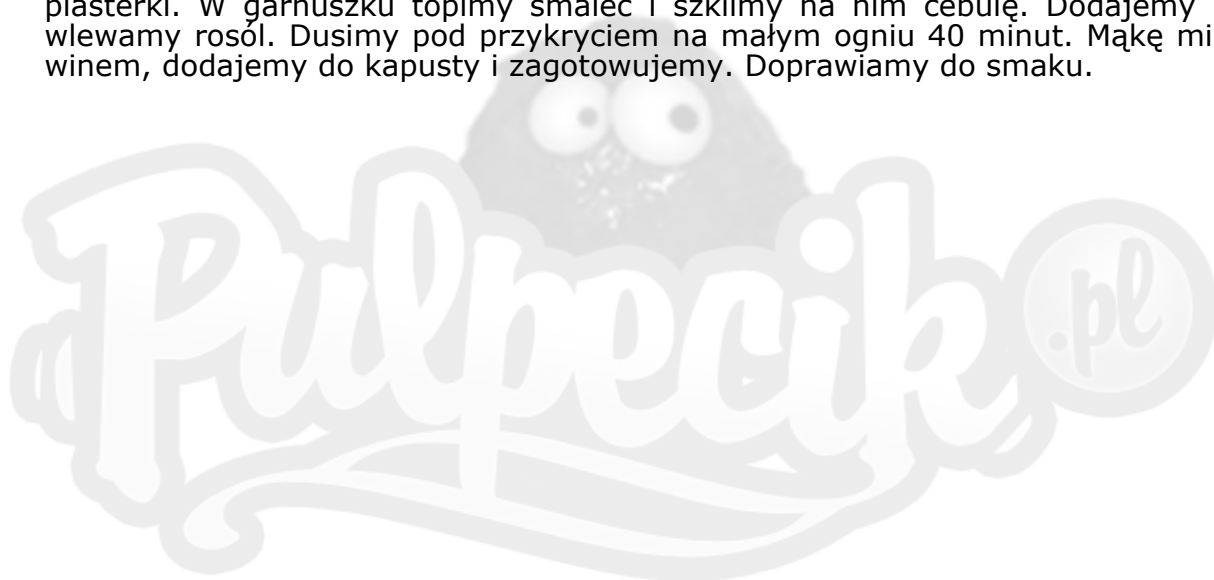 plasterki. W garnuszku topimy smalec i szklimy na nim cebulę. Dodajemy
wlewamy rosół. Dusimy pod przykryciem na małym ogniu 40 minut. Mąkę mi
winem, dodajemy do kapusty i zagotowujemy. Doprawiamy do smaku.
Pulpecik
.pl